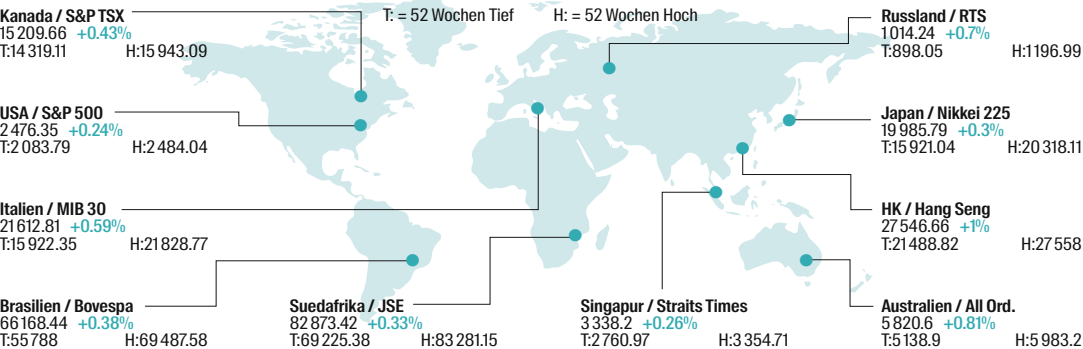 T: = 52 Wochen Tief H: = 52 Wochen Hoch
Kanada / S&P TSX
15 209.66 +0.43%
T:14 319.11 H:15 943.09
USA / S&P 500
2 476.35 +0.24%
T:2 083.79 H:2 484.04
Italien / MIB 30
21 612.81 +0.59%
T:15 922.35 H:21 828.77
Brasilien / Bovespa
66 168.44 +0.38%
T:55 788 H:69 487.58
Suedafrika / JSE
82 873.42 +0.33%
T:69 225.38 H:83 281.15
Singapur / Straits Times
3 338.2 +0.26%
T:2 760.97 H:3 354.71
Russland / RTS
1 014.24 +0.7%
T:898.05 H:1196.99
Japan / Nikkei 225
19 985.79 +0.3%
T:15 921.04 H:20 318.11
HK / Hang Seng
27 546.66 +1%
T:21 488.82 H:27 558
Australien / All Ord.
5 820.6 +0.81%
T:5 138.9 H:5 983.2